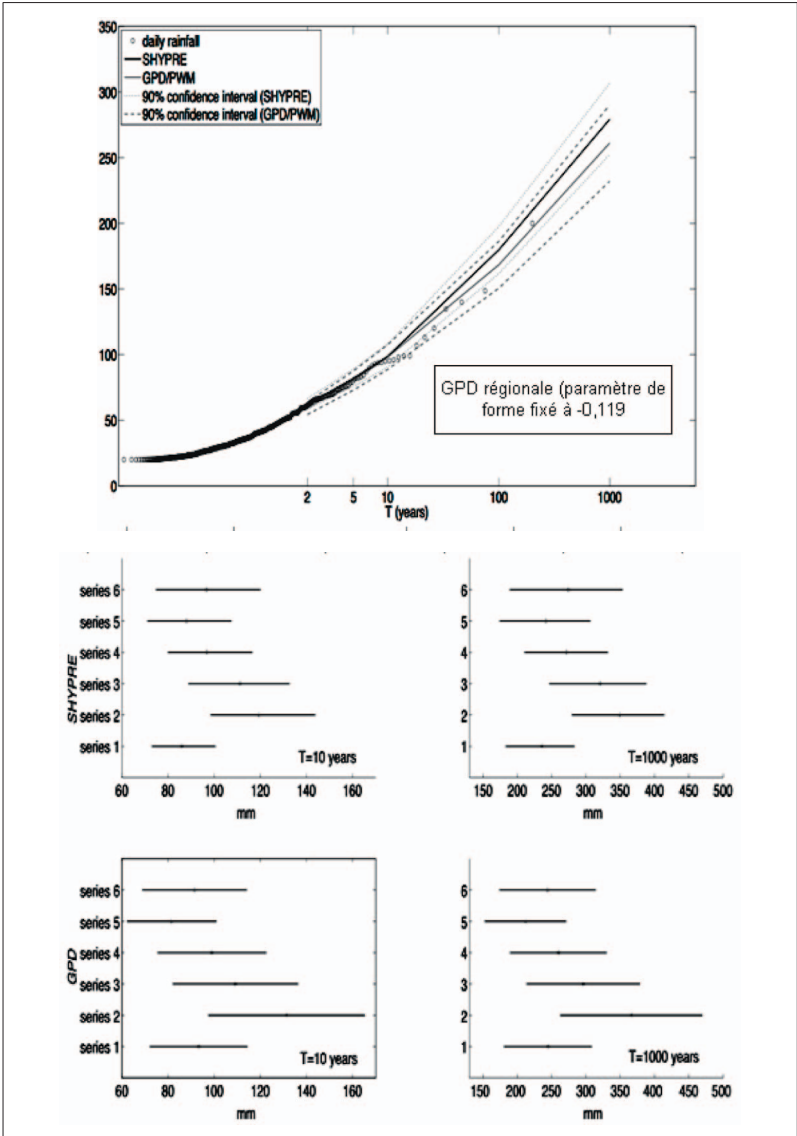 350
300
250
200
150
100
50
0
daily rainfall
SHYPRE
GPD/PWM
90% confidence interval (SHYPRE)
90% confidence interval (GPD/PWM)
GPD régionale (paramètre de
forme fixé à -0,119
2 5 10 100 1000
T (years)
SHYPRE
series 6
series 5
series 4
series 3
series 2
series 1
T=10 years
60 80 100 120 140 160
mm
6
5
4
3
2
1
T=1000 years
150 200 250 300 350 400 450 500
mm
GPD
series 6
series 5
series 4
series 3
series 2
series 1
T=10 years
60 80 100 120 140 160
mm
6
5
4
3
2
1
T=1000 years
150 200 250 300 350 400 450 500
mm